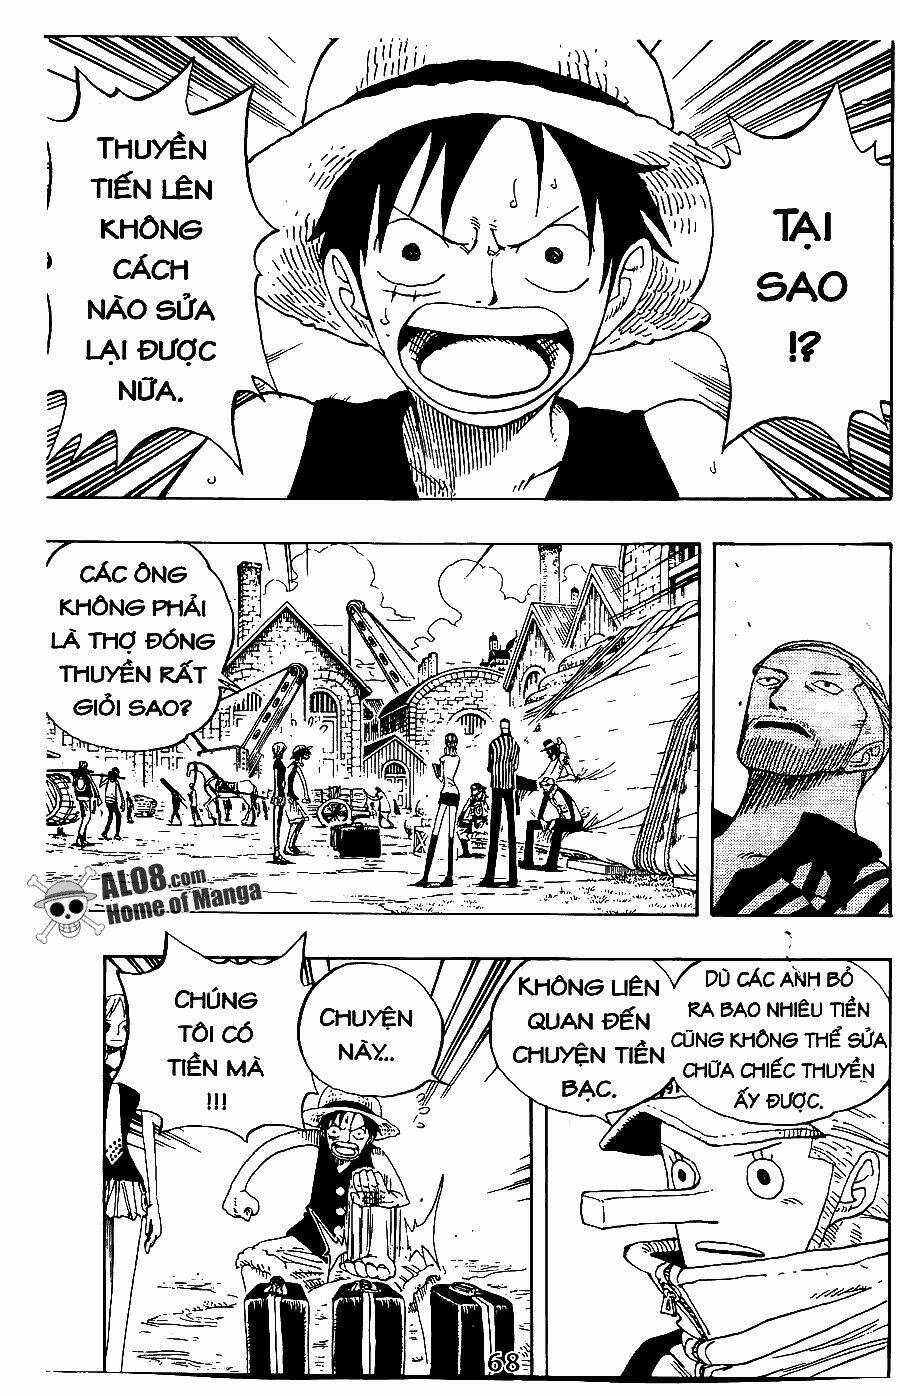 TẠI
SAO
!?
THUYỀN
TIẾN LÊN
KHÔNG
CÁCH
NÀO SỬA
LẠI ĐƯỢC
NỮA.
CÁC ÔNG
KHÔNG PHẢI
LÀ THỢ ĐÓNG
THUYỀN RẤT
GIỎI SAO?
AL08.com
Home of Manga
DÙ CÁC ANH BỎ
RA BAO NHIÊU TIỀN
CŨNG KHÔNG THỂ SỬA
CHỮA CHIẾC THUYỀN
ẤY ĐƯỢC.
KHÔNG LIÊN
QUAN ĐẾN
CHUYỆN TIỀN
BẠC.
CHUYỆN
NÀY...
CHÚNG
TÔI CÓ
TIỀN MÀ
!!!
68